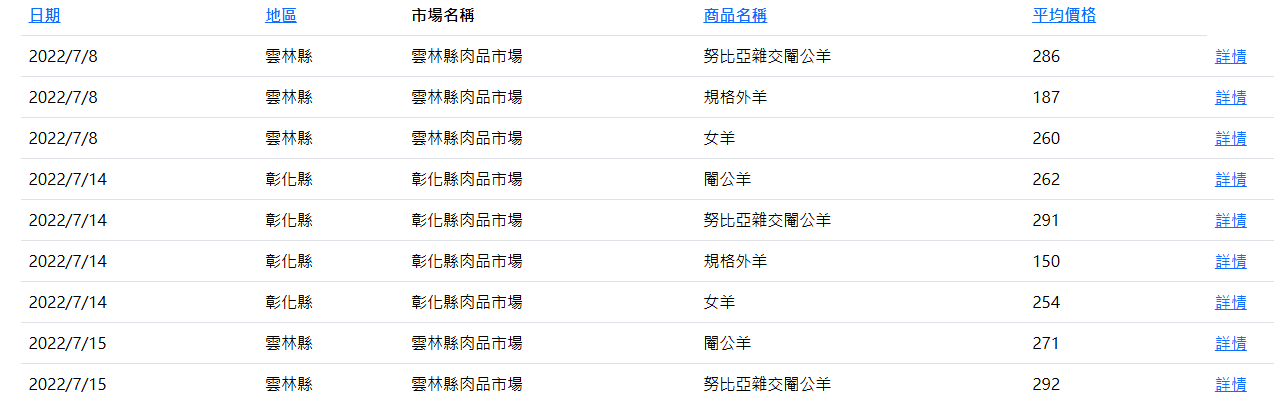 日期 地區 市場名稱 商品名稱 平均價格
2022/7/8 雲林縣 雲林縣肉品市場 努比亞雜交閹公羊 286 詳情
2022/7/8 雲林縣 雲林縣肉品市場 規格外羊 187 詳情
2022/7/8 雲林縣 雲林縣肉品市場 女羊 260 詳情
2022/7/14 彰化縣 彰化縣肉品市場 閹公羊 262 詳情
2022/7/14 彰化縣 彰化縣肉品市場 努比亞雜交閹公羊 291 詳情
2022/7/14 彰化縣 彰化縣肉品市場 規格外羊 150 詳情
2022/7/14 彰化縣 彰化縣肉品市場 女羊 254 詳情
2022/7/15 雲林縣 雲林縣肉品市場 閹公羊 271 詳情
2022/7/15 雲林縣 雲林縣肉品市場 努比亞雜交閹公羊 292 詳情